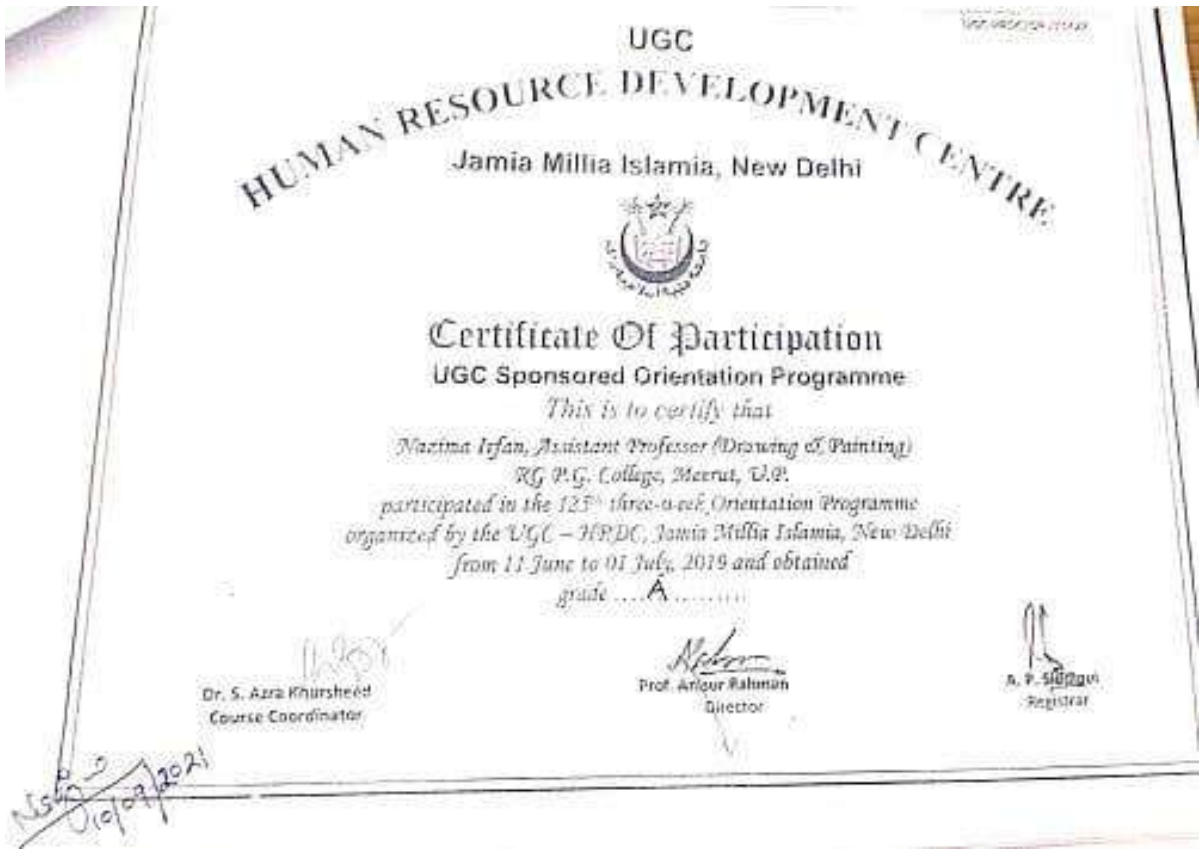 UGC
HUMAN RESOURCE DEVELOPMENT CENTRE
Jamia Millia Islamia, New Delhi
Certificate Of Participation
UGC Sponsored Orientation Programme
This is to certify that
Nazima Irfan, Assistant Professor (Drawing & Painting)
RG P.G. College, Meerut, U.P.
participated in the 125th three-week Orientation Programme
organized by the UGC – HRDC, Jamia Millia Islamia, New Delhi
from 11 June to 01 July, 2019 and obtained
grade ....A.........
Dr. S. Azra Khursheed
Course Coordinator
Prof. Anisur Rahman
Director
A. P. Siddiqui
Registrar
10/09/2021